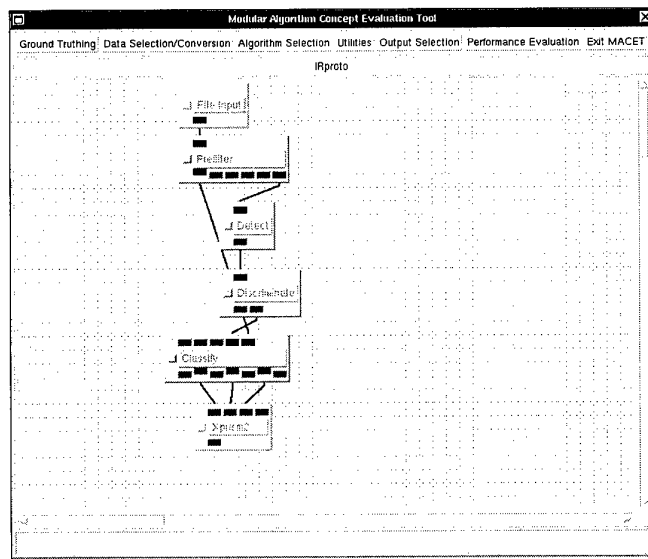 Modular Algorithm Concept Evaluation Tool
Ground Truthing Data Selection/Conversion Algorithm Selection Utilities Output Selection Performance Evaluation Exit MACET
IRproto
File Input
Prefilter
Detect
Discriminate
Classify